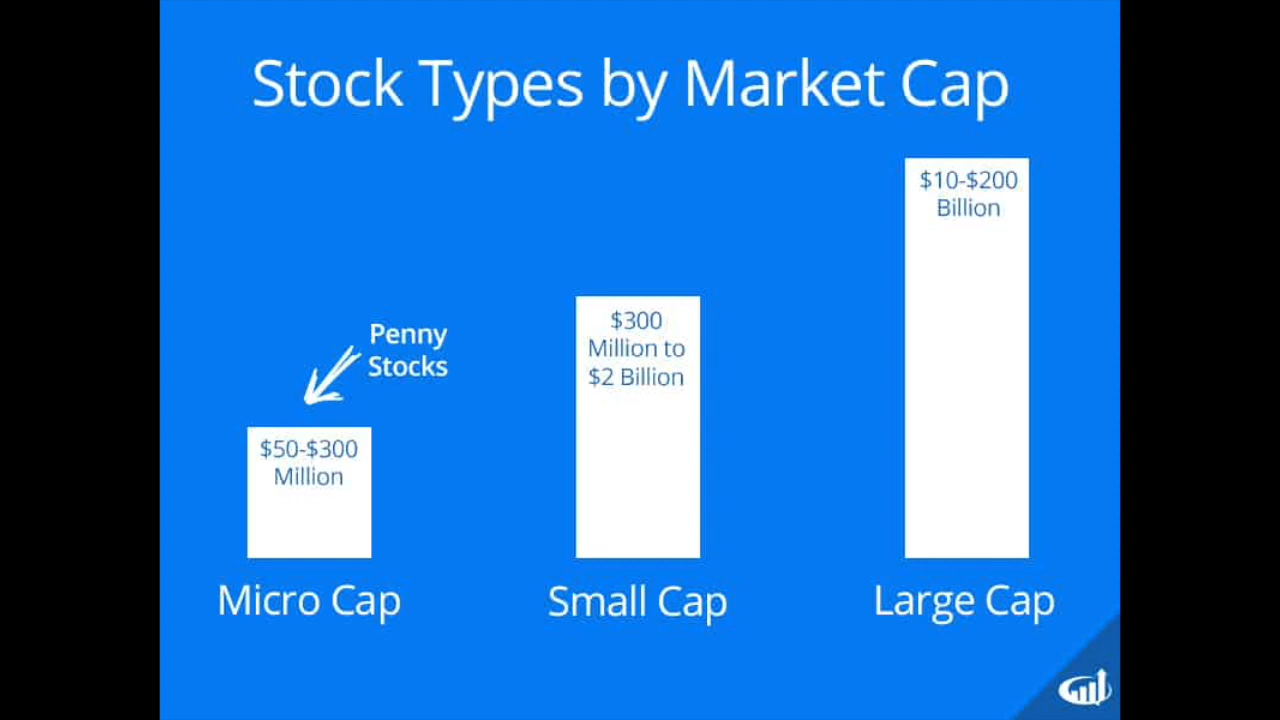 Stock Types by Market Cap
$10-$200
Billion
$300
Million to
$2 Billion
Penny
Stocks
$50-$300
Million
Micro Cap
Small Cap
Large Cap